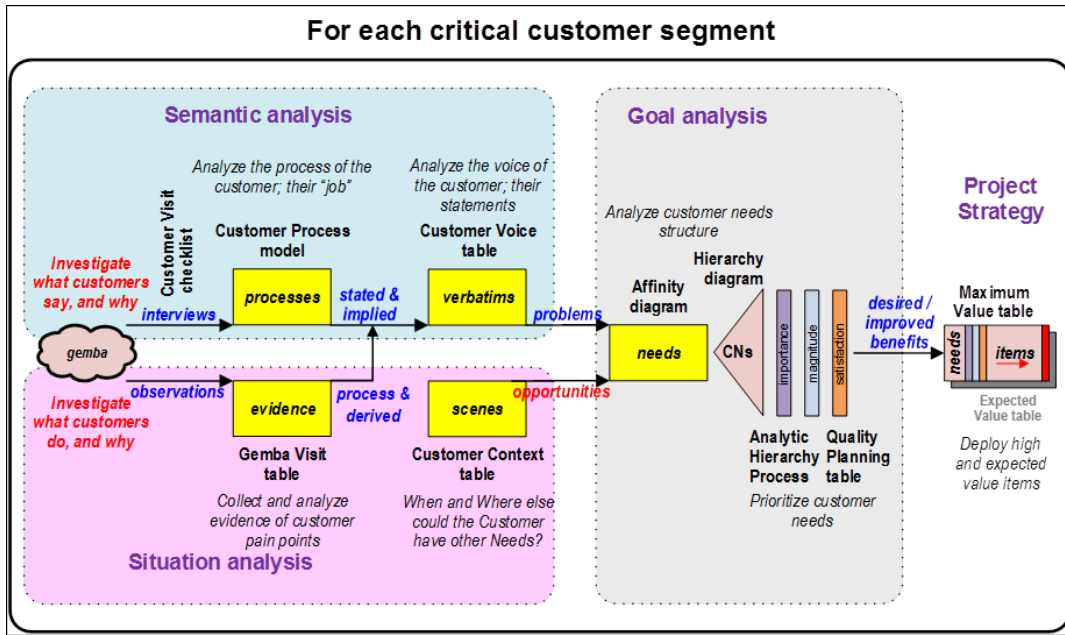 For each critical customer segment
Semantic analysis
Analyze the process of the
customer; their “job”
Analyze the voice of
the customer; their
statements
Customer Visit
checklist
Customer Process
model
Customer Voice
table
Investigate
what customers
say, and why
interviews
processes
stated &
implied
verbatims
problems
gemba
Investigate
what customers
do, and why
observations
evidence
process &
derived
scenes
opportunities
Gemba Visit
table
Customer Context
table
Collect and analyze
evidence of customer
pain points
When and Where else
could the Customer
have other Needs?
Situation analysis
Goal analysis
Analyze customer needs
structure
Hierarchy
diagram
Affinity
diagram
needs
CNs
importance
magnitude
satisfaction
Analytic
Hierarchy
Process
Quality
Planning
table
Prioritize customer
needs
desired /
improved
benefits
Project
Strategy
Maximum
Value table
needs
items
Expected
Value table
Deploy high
and expected
value items